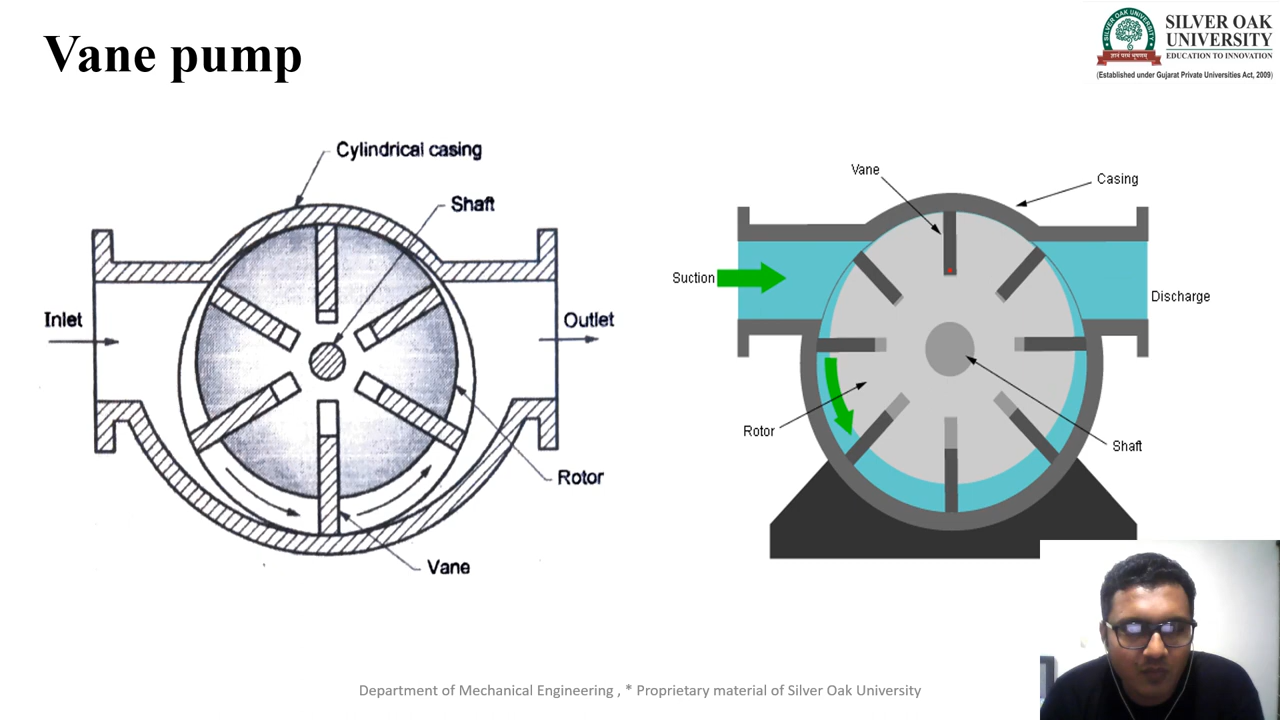 Vane pump
SILVER OAK
UNIVERSITY
EDUCATION TO INNOVATION
(Established under Gujarat Private Universities Act, 2009)
Cylindrical casing
Shaft
Inlet
Outlet
Rotor
Vane
Vane
Casing
Suction
Discharge
Rotor
Shaft
Department of Mechanical Engineering , * Proprietary material of Silver Oak University